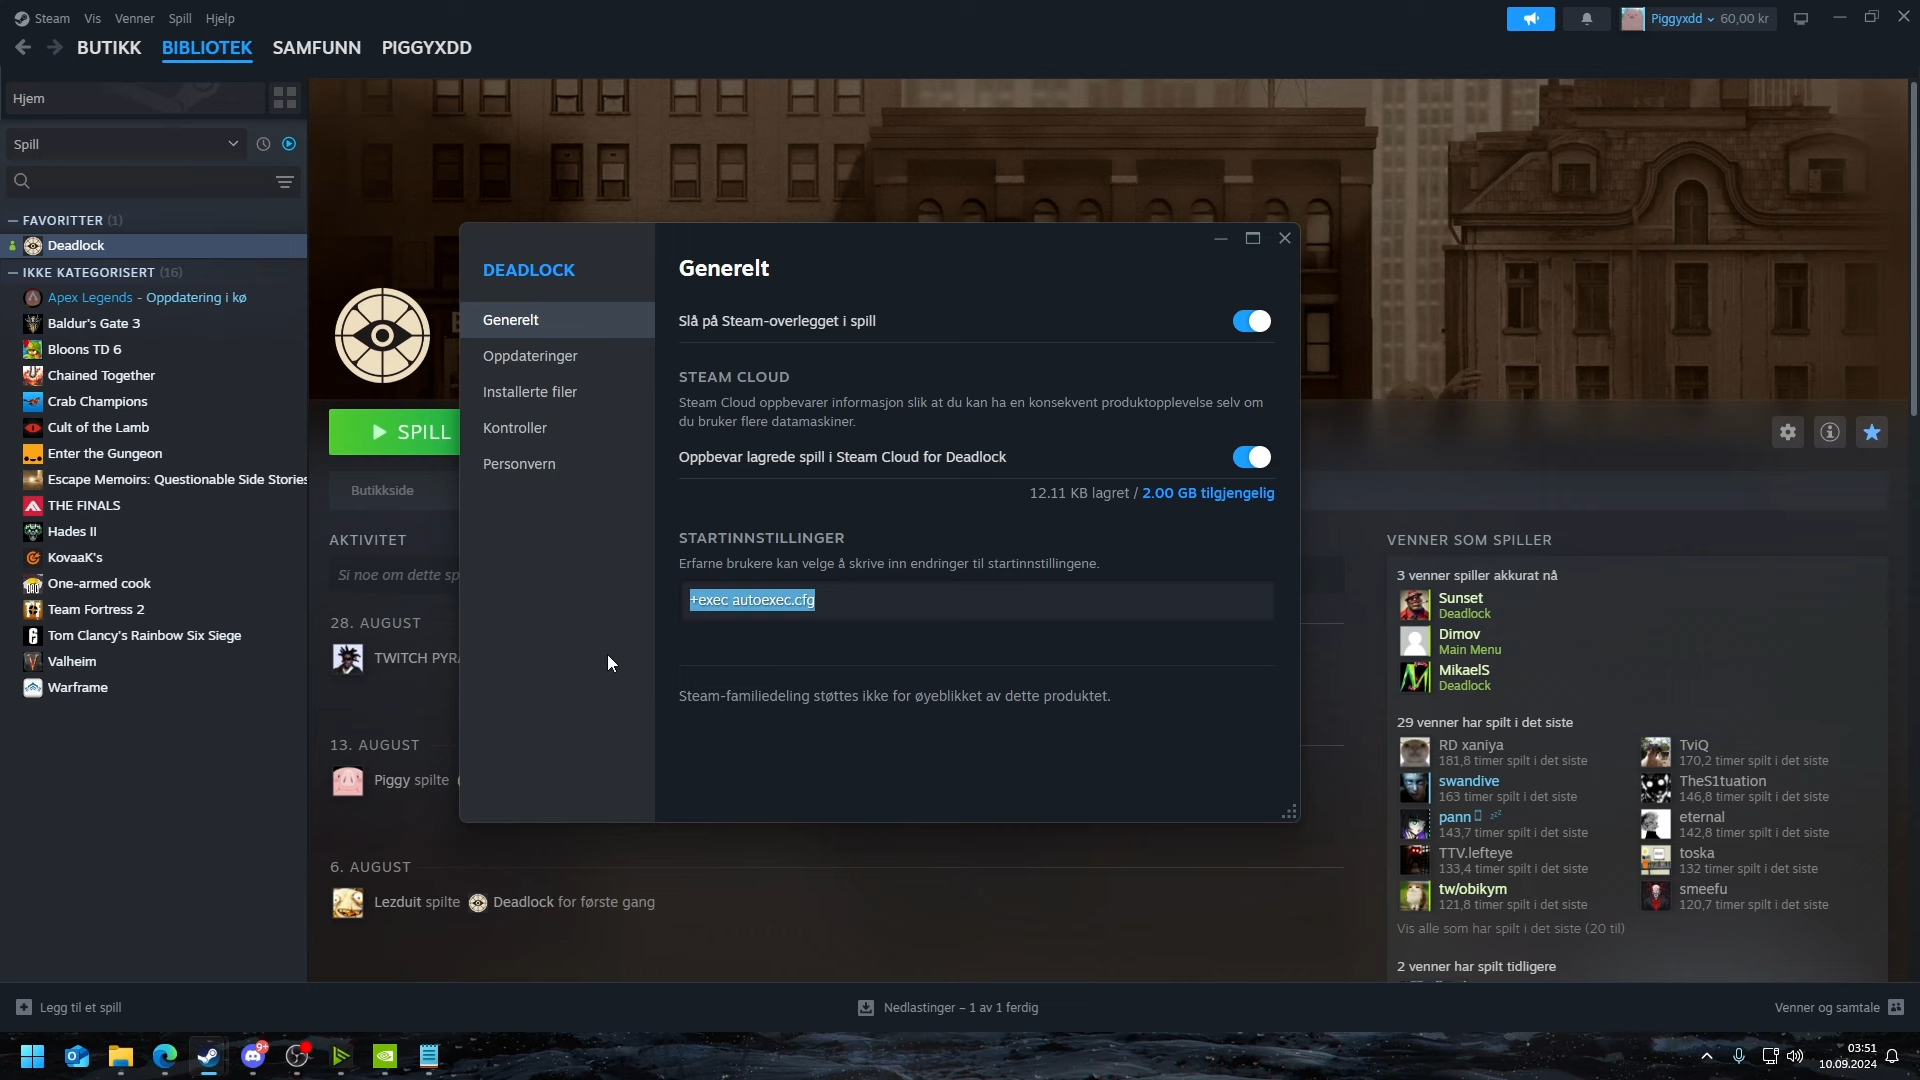 Steam Vis Venner Spill Hjelp
Piggyxdd 60,00 kr
BUTIKK BIBLIOTEK SAMFUNN PIGGYXDD
Hjem
Spill
FAVORITTER (1)
Deadlock
IKKE KATEGORISERT (16)
Apex Legends - Oppdatering i kø
Baldur's Gate 3
Bloons TD 6
Chained Together
Crab Champions
Cult of the Lamb
Enter the Gungeon
Escape Memoirs: Questionable Side Stories
THE FINALS
Hades II
KovaaK's
One-armed cook
Team Fortress 2
Tom Clancy's Rainbow Six Siege
Valheim
Warframe
SPILL
Butikkside
AKTIVITET
Si noe om dette sp
28. AUGUST
TWITCH PYR
13. AUGUST
Piggy spilte
6. AUGUST
Lezduit spilte Deadlock for første gang
DEADLOCK
Generelt
Oppdateringer
Installerte filer
Kontroller
Personvern
Generelt
Slå på Steam-overlegget i spill
STEAM CLOUD
Steam Cloud oppbevarer informasjon slik at du kan ha en konsekvent produktopplevelse selv om
du bruker flere datamaskiner.
Oppbevar lagrede spill i Steam Cloud for Deadlock
12.11 KB lagret / 2.00 GB tilgjengelig
STARTINNSTILLINGER
Erfarne brukere kan velge å skrive inn endringer til startinnstillingene.
+exec autoexec.cfg
Steam-familiedeling støttes ikke for øyeblikket av dette produktet.
VENNER SOM SPILLER
3 venner spiller akkurat nå
Sunset
Deadlock
Dimov
Main Menu
MikaelS
Deadlock
29 venner har spilt i det siste
RD xaniya
181,8 timer spilt i det siste
TviQ
170,2 timer spilt i det siste
swandive
163 timer spilt i det siste
TheS1tuation
146,8 timer spilt i det siste
pann zzz
143,7 timer spilt i det siste
eternal
142,8 timer spilt i det siste
TTV.lefteye
133,4 timer spilt i det siste
toska
132 timer spilt i det siste
tw/obikym
121,8 timer spilt i det siste
smeefu
120,7 timer spilt i det siste
Vis alle som har spilt i det siste (20 til)
2 venner har spilt tidligere
Legg til et spill
Nedlastinger – 1 av 1 ferdig
Venner og samtale
9+
03:51
10.09.2024